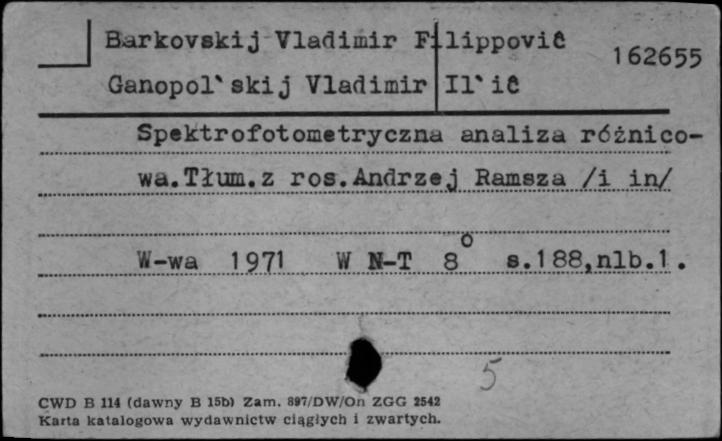 Barkovskij Vladimir Filippovič
162655
Ganopol'skij Vladimir Il'ič
Spektrofotometryczna analiza różnico-
wa.Tłum.z ros.Andrzej Ramsza /i in/
W-wa 1971 W N-T 8° s.188,nlb.1.
5
CWD B 114 (dawny B 15b) Zam. 897/DW/On ZGG 2542
Karta katalogowa wydawnictw ciągłych i zwartych.